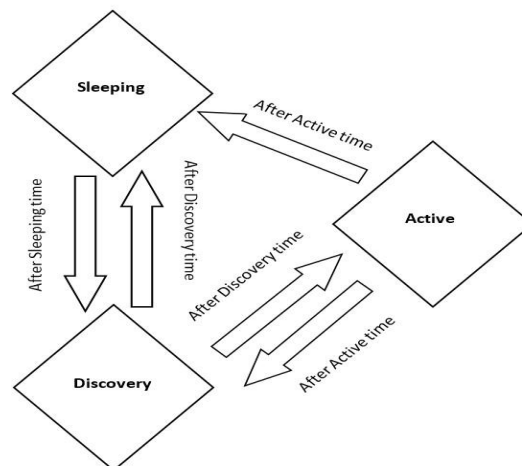 Sleeping
After Active time
After Sleeping time
After Discovery time
Active
After Discovery time
After Active time
Discovery